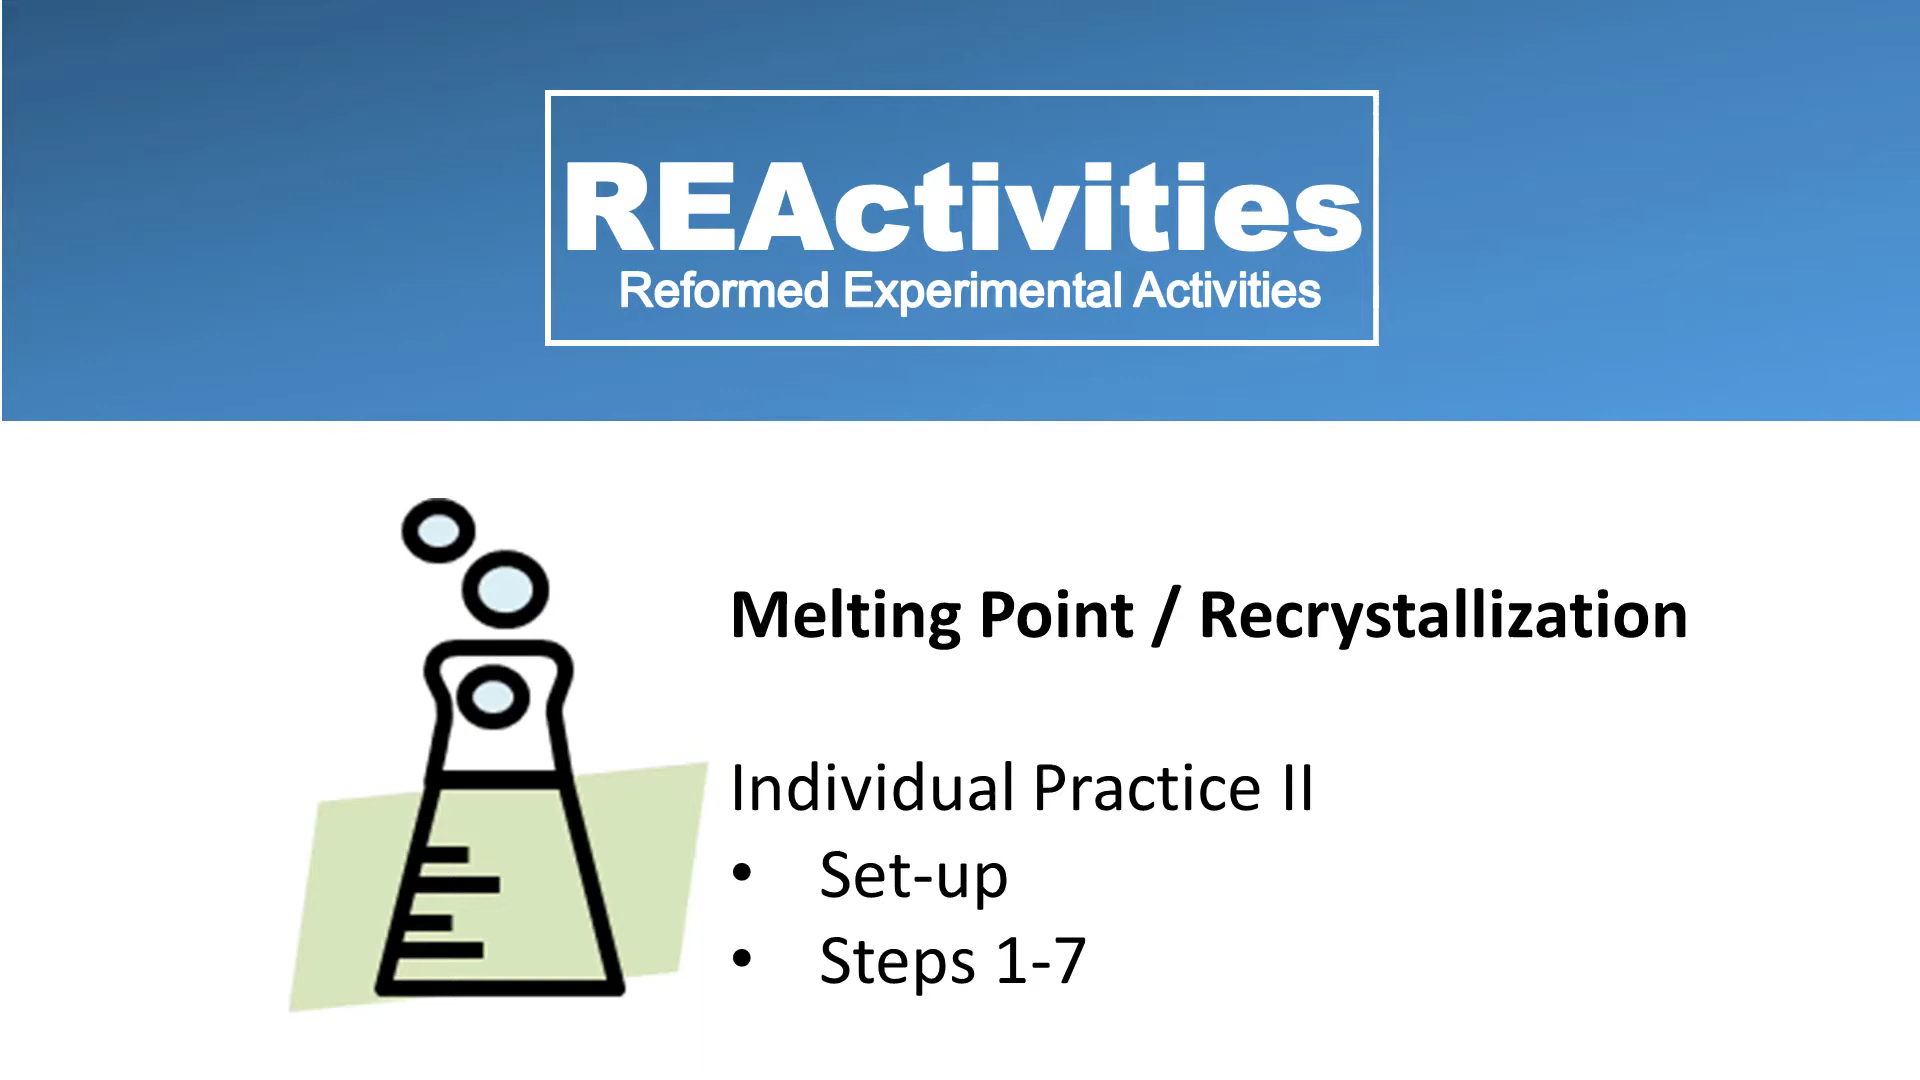 REActivities
Reformed Experimental Activities
Melting Point / Recrystallization
Individual Practice II
• Set-up
• Steps 1-7